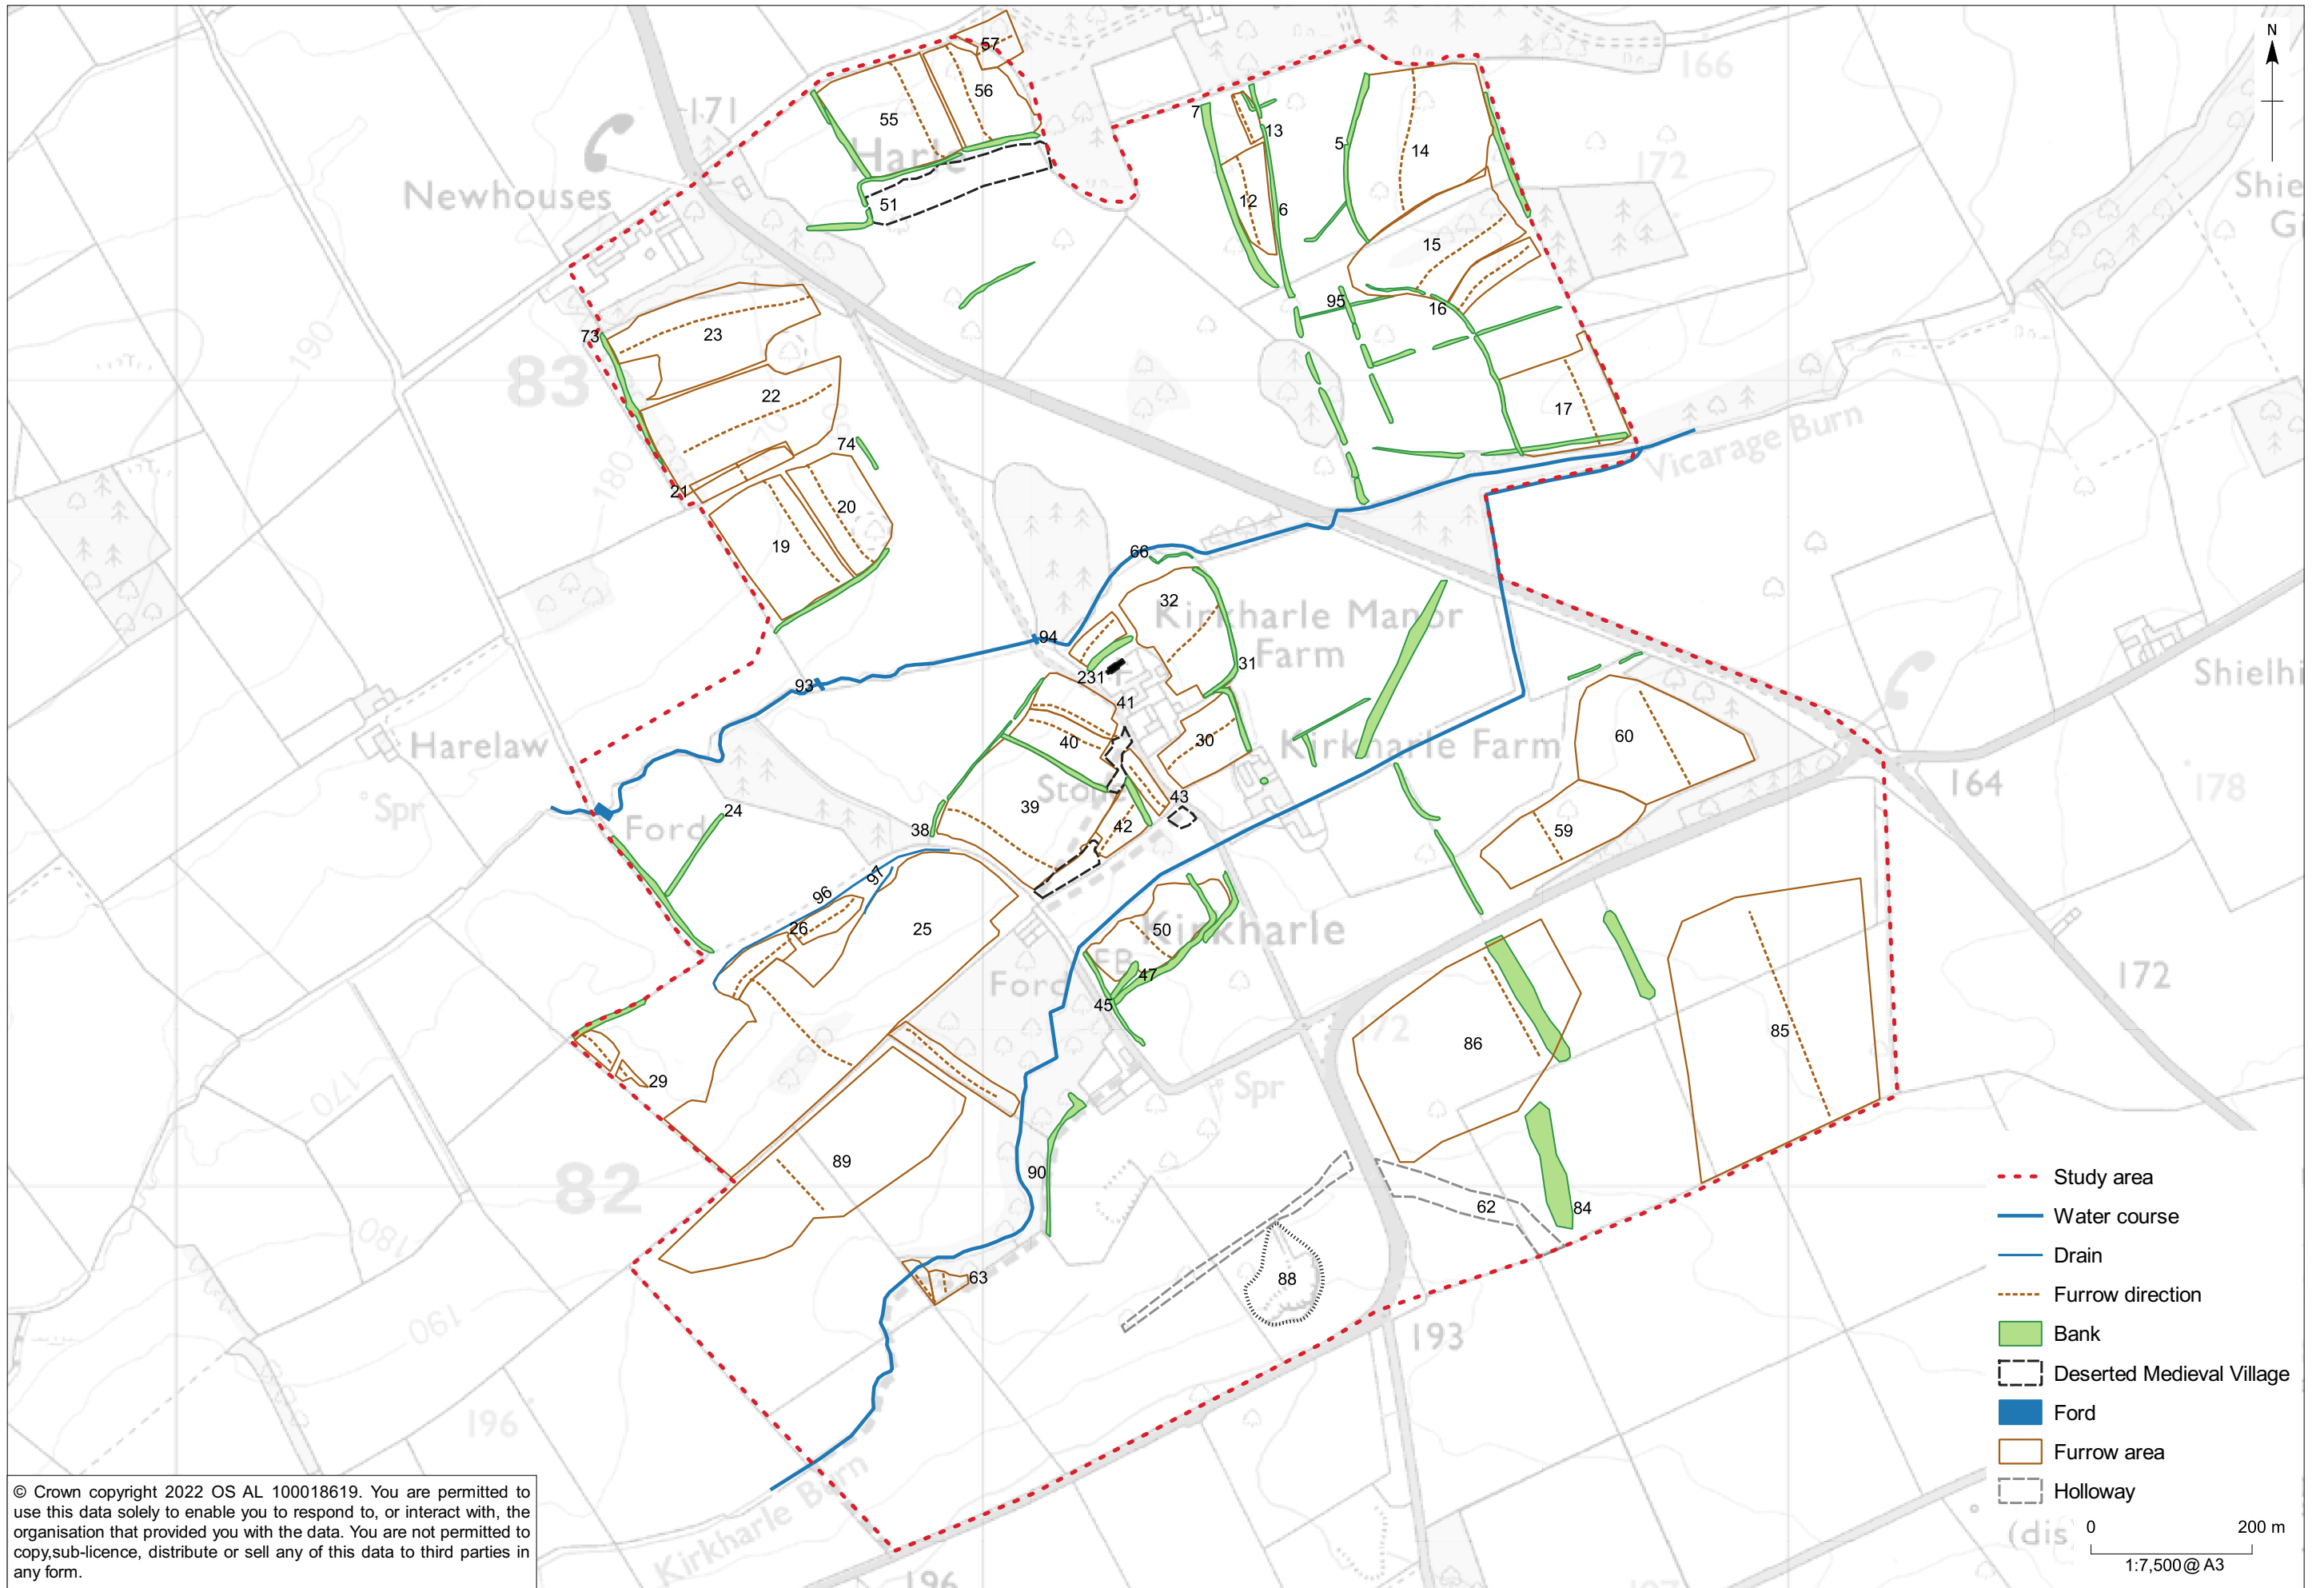 57
N
166
171
56
7
55
13
Harle
5
14
172
Newhouses
51
12
6
Shie
G
15
95
16
73
23
83
190
22
17
74
Vicarage Burn
180
21
20
19
66
32
Kirkharle Manor
Farm
94
31
231
93
Shielhi
41
Harelaw
40
30
Kirkharle Farm
60
164
178
Spr
Ston
43
39
24
Ford
38
42
59
97
96
26
25
50
Kirkharle
FB
47
172
Ford
45
172
86
85
29
Spr
170
82
89
90
Study area
62
84
Water course
180
Drain
63
88
Furrow direction
190
193
Bank
Deserted Medieval Village
196
Ford
Furrow area
Holloway
© Crown copyright 2022 OS AL 100018619. You are permitted to
use this data solely to enable you to respond to, or interact with, the
organisation that provided you with the data. You are not permitted to
copy,sub-licence, distribute or sell any of this data to third parties in
any form.
Kirkharle Burn
(dis
0 200 m
1:7,500@ A3
196